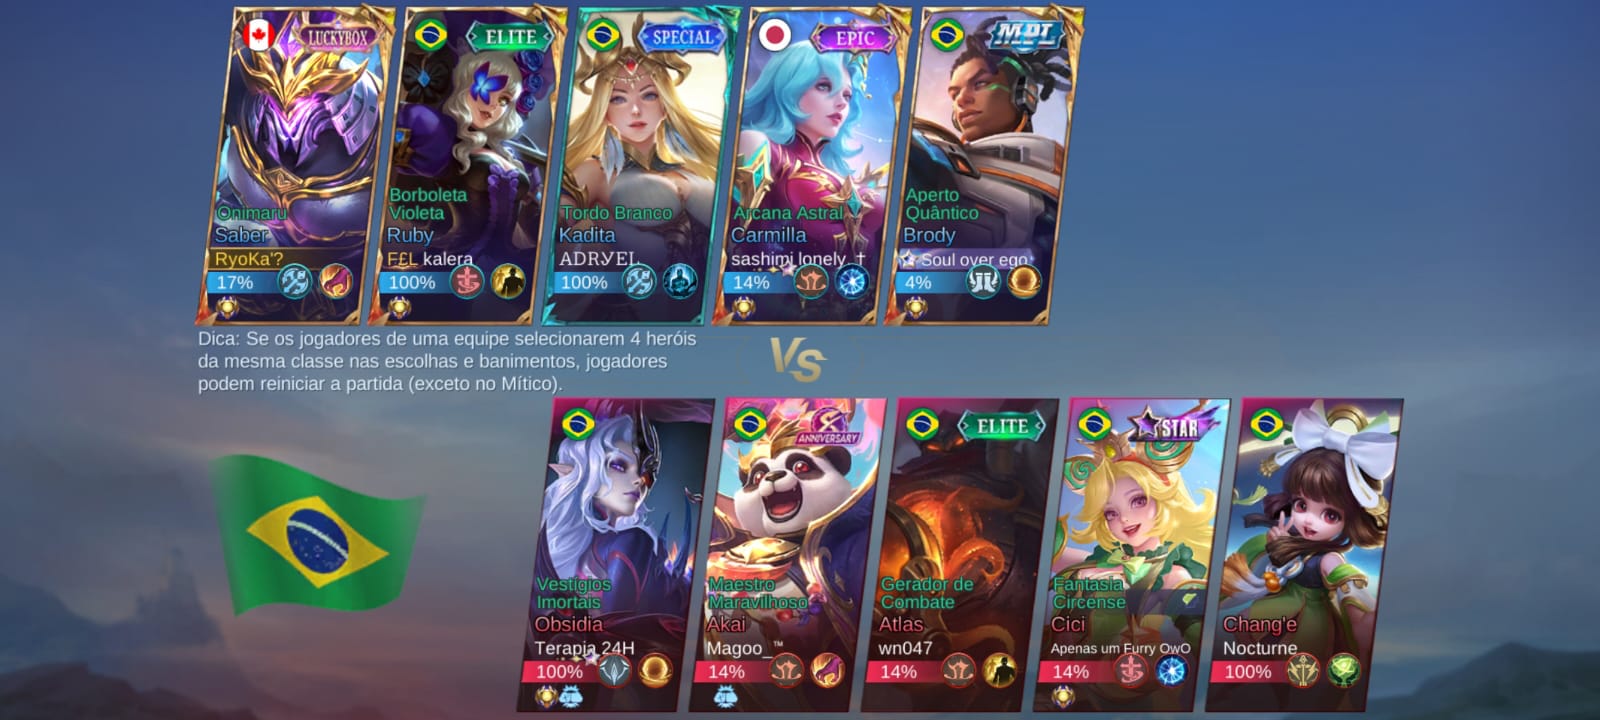 LUCKYBOX
ELITE
SPECIAL
EPIC
MPL
Onimaru
Saber
RyoKa'?
17%
Borboleta
Violeta
Ruby
F£L kalera
100%
Tordo Branco
Kadita
ADRYEL
100%
Arcana Astral
Carmilla
sashimi lonely †
14%
Aperto
Quântico
Brody
Soul over ego
4%
Dica: Se os jogadores de uma equipe selecionarem 4 heróis
da mesma classe nas escolhas e banimentos, jogadores
podem reiniciar a partida (exceto no Mítico).
VS
ANNIVERSARY
ELITE
STAR
Vestígios
Imortais
Obsidia
Terapia 24H
100%
Maestro
Maravilhoso
Akai
Magoo_™
14%
Gerador de
Combate
Atlas
wn047
14%
Fantasia
Circense
Cici
Apenas um Furry OwO
14%
Chang'e
Nocturne
100%